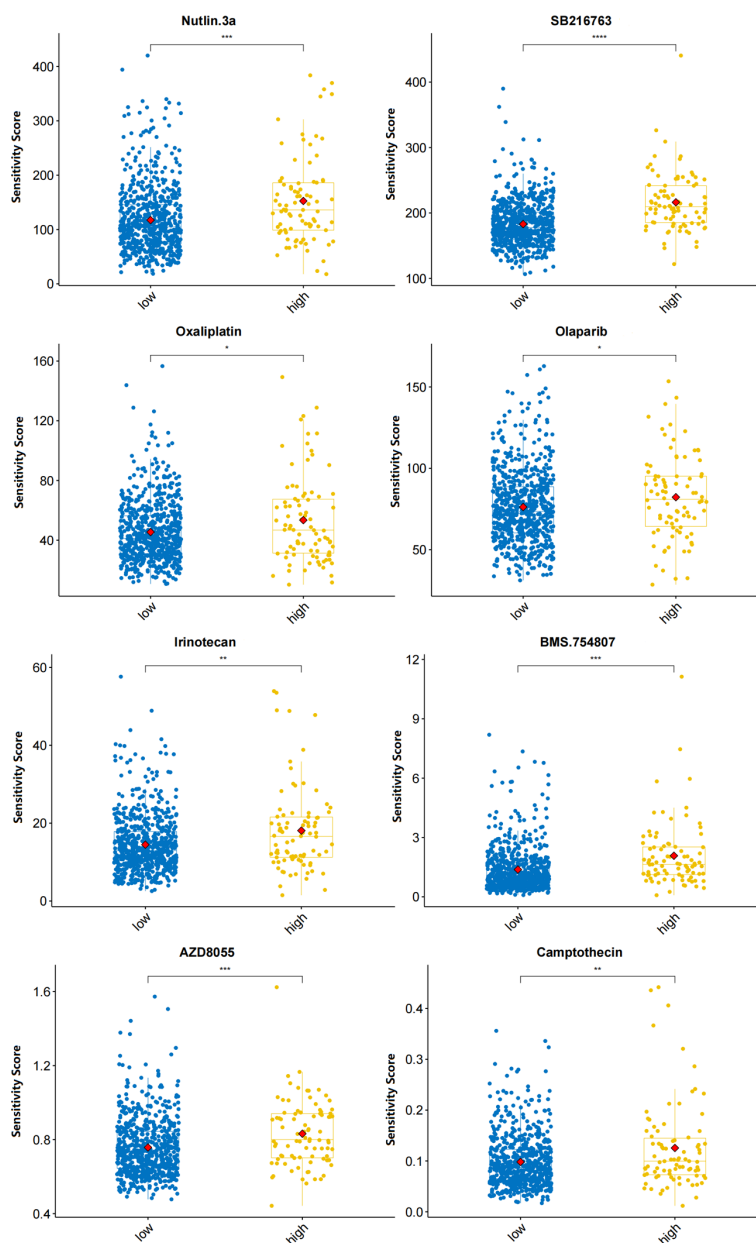 Nutlin.3a
***
Sensitivity Score
400
300
200
100
0
low
high
SB216763
****
Sensitivity Score
400
300
200
100
low
high
Oxaliplatin
*
Sensitivity Score
160
120
80
40
low
high
Olaparib
*
Sensitivity Score
150
100
50
low
high
Irinotecan
**
Sensitivity Score
60
40
20
0
low
high
BMS.754807
***
Sensitivity Score
12
9
6
3
0
low
high
AZD8055
***
Sensitivity Score
1.6
1.2
0.8
0.4
low
high
Camptothecin
**
Sensitivity Score
0.4
0.3
0.2
0.1
0.0
low
high